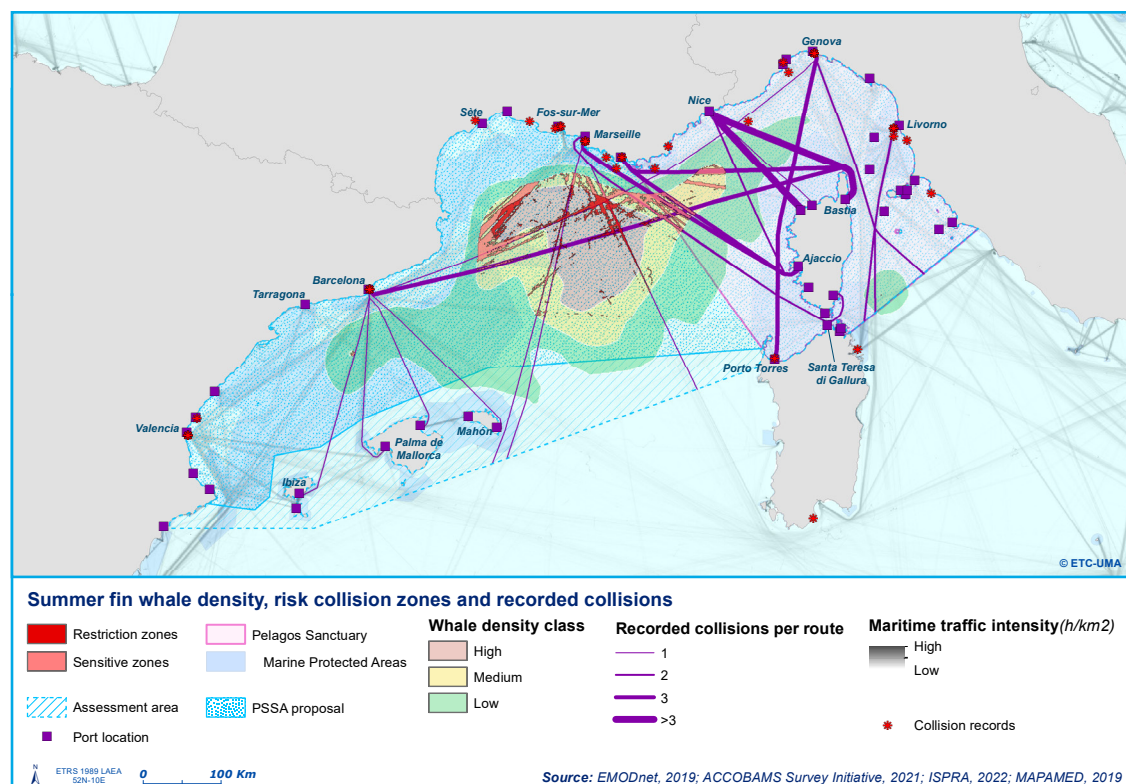 Genova
Nice
Sète
Fos-sur-Mer
Marseille
Livorno
Bastia
Ajaccio
Barcelona
Tarragona
Porto Torres
Santa Teresa
di Gallura
Valencia
Palma de
Mallorca
Mahón
Ibiza
© ETC-UMA
Summer fin whale density, risk collision zones and recorded collisions
Restriction zones
Sensitive zones
Assessment area
Port location
Pelagos Sanctuary
Marine Protected Areas
PSSA proposal
Whale density class
High
Medium
Low
Recorded collisions per route
1
2
3
>3
Maritime traffic intensity(h/km2)
High
Low
Collision records
N
ETRS 1989 LAEA
52N-10E
0 100 Km
Source: EMODnet, 2019; ACCOBAMS Survey Initiative, 2021; ISPRA, 2022; MAPAMED, 2019